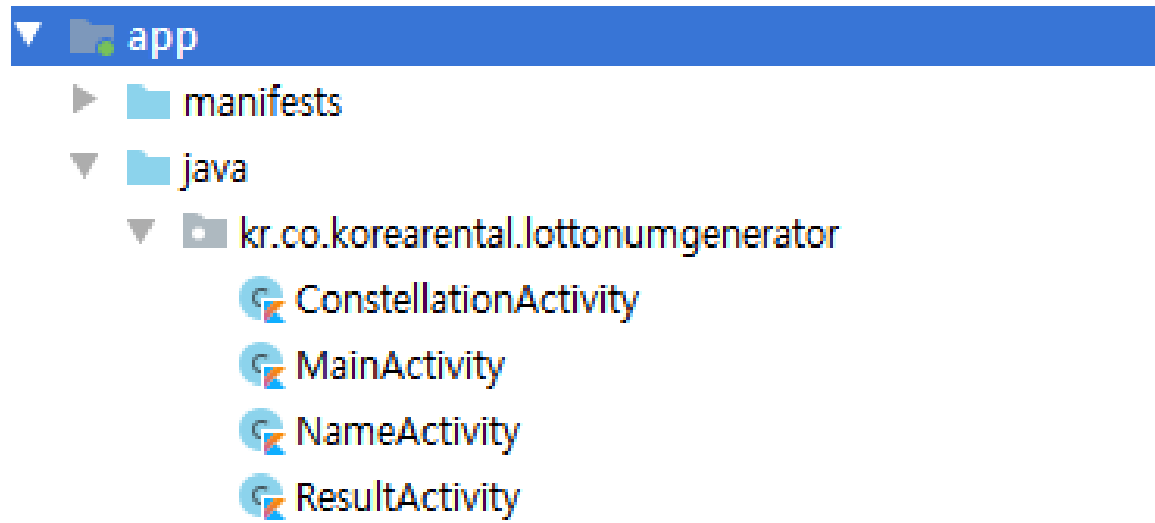 app
manifests
java
kr.co.korearental.lottonumgenerator
ConstellationActivity
MainActivity
NameActivity
ResultActivity